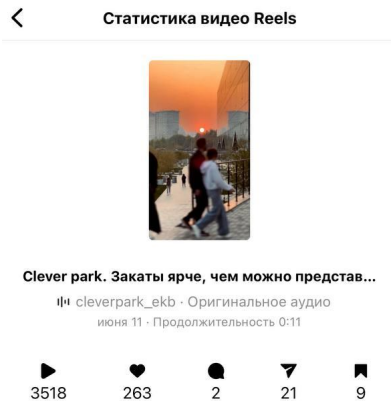 Статистика видео Reels
Clever park. Закаты ярче, чем можно представ...
cleverpark_ekb · Оригинальное аудио
июня 11 · Продолжительность 0:11
3518 263 2 21 9